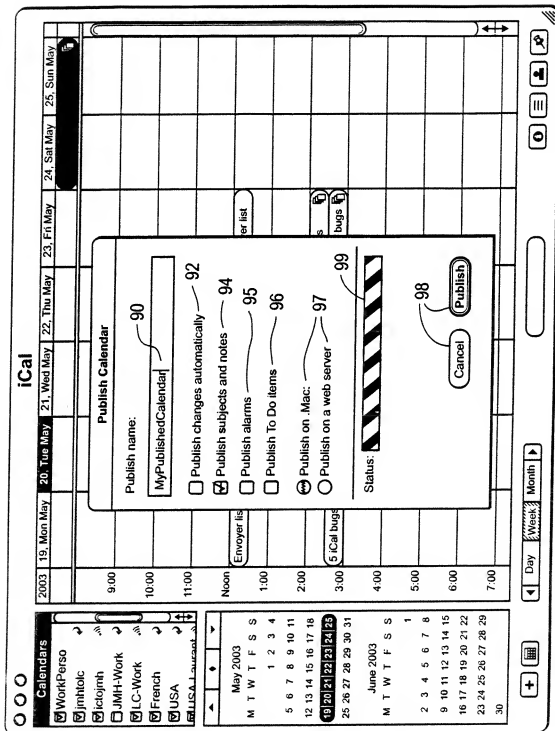 iCal
Calendars
WorkPerso
jmhtolc
iclojmh
JMH-Work
LC-Work
French
USA
USA Laurant
May 2003
M T W T F S S
1 2 3 4
5 6 7 8 9 10 11
12 13 14 15 16 17 18
19 20 21 22 23 24 25
25 26 27 28 29 30 31
June 2003
M T W T F S S
1
2 3 4 5 6 7 8
9 10 11 12 13 14 15
16 17 18 19 20 21 22
23 24 25 26 27 28 29
30
2003 19, Mon May 20, Tue May 21, Wed May 22, Thu May 23, Fri May 24, Sat May 25, Sun May
9:00
10:00
11:00
Noon
1:00
2:00
3:00
4:00
5:00
6:00
7:00
Envoyer lis
er list
5 iCal bugs
s
bugs
Publish Calendar
Publish name:
90
MyPublishedCalendar
Publish changes automatically 92
Publish subjects and notes 94
Publish alarms 95
Publish To Do items 96
Publish on .Mac:
Publish on a web server
97
Status:
99
98
Cancel
Publish
Day Week Month